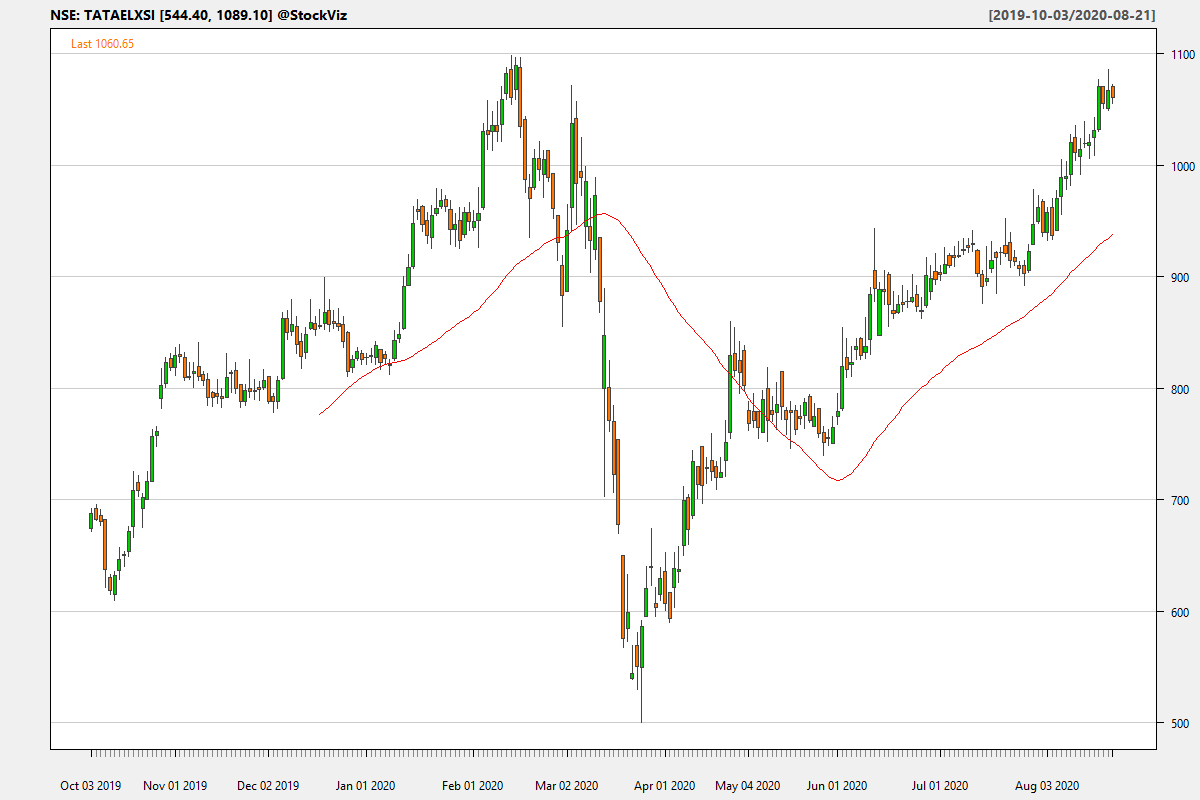 NSE: TATAELXSI [544.40, 1089.10] @StockViz [2019-10-03/2020-08-21]
Last 1060.65
1100
1000
900
800
700
600
500
Oct 03 2019 Nov 01 2019 Dec 02 2019 Jan 01 2020 Feb 01 2020 Mar 02 2020 Apr 01 2020 May 04 2020 Jun 01 2020 Jul 01 2020 Aug 03 2020